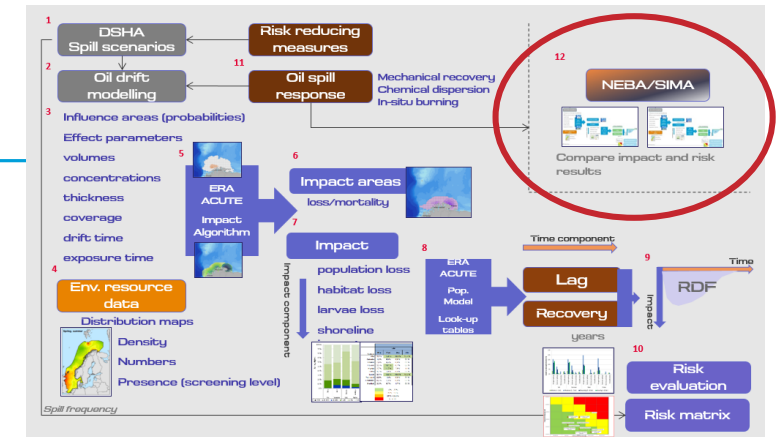 1
DSHA
Spill scenarios
Risk reducing
measures
2
Oil drift
modelling
11
Oil spill
response
Mechanical recovery
Chemical dispersion
In-situ burning
12
NEBA/SIMA
Compare impact and risk
results
3
Influence areas (probabilities)
Effect parameters
volumes
concentrations
thickness
coverage
drift time
exposure time
5
ERA
ACUTE
Impact
Algorithm
6
Impact areas
loss/mortality
7
Impact
Impact component
population loss
habitat loss
larvae loss
shoreline
8
ERA
ACUTE
Pop.
Model
Look-up
tables
Time component
Lag
Recovery
years
9
Time
Impact
RDF
4
Env. resource
data
Distribution maps
Density
Numbers
Presence (screening level)
10
Risk
evaluation
Risk matrix
Spill frequency